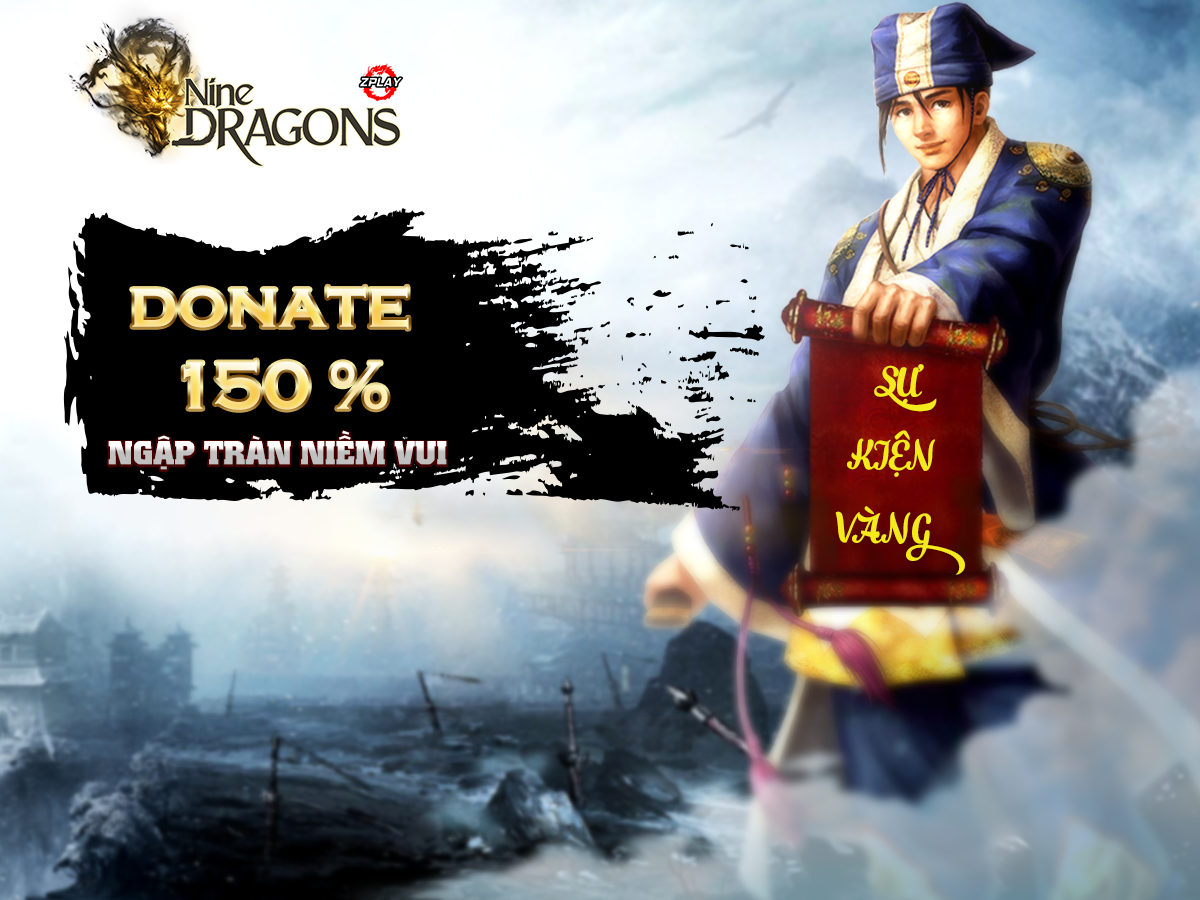 Nine
ZPLAY
DRAGONS
DONATE
150 %
NGẬP TRÀN NIỀM VUI
SỰ
KIỆN
VÀNG